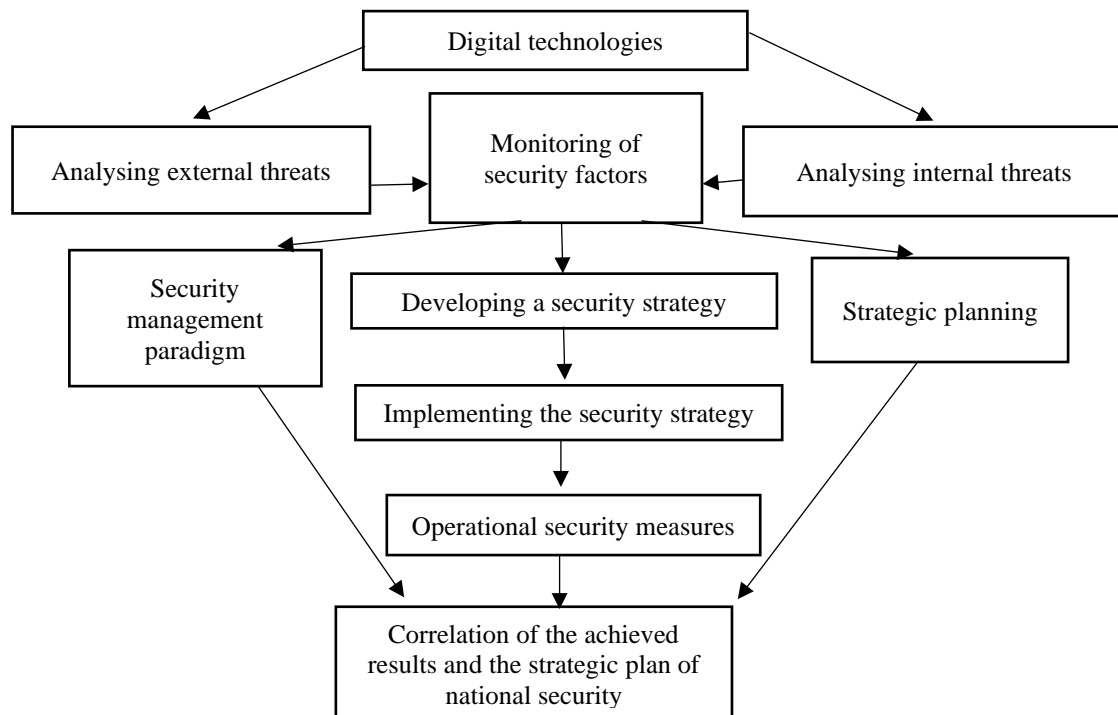 Digital technologies
Analysing external threats
Monitoring of
security factors
Analysing internal threats
Security
management
paradigm
Developing a security strategy
Strategic planning
Implementing the security strategy
Operational security measures
Correlation of the achieved
results and the strategic plan of
national security